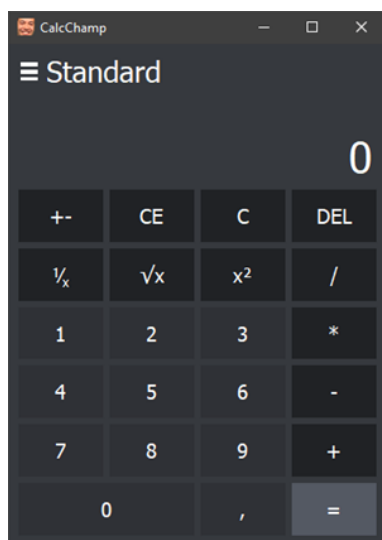 CalcChamp
Standard
0
+- CE C DEL
¹⁄ₓ √x x² /
1 2 3 *
4 5 6 -
7 8 9 +
0 , =